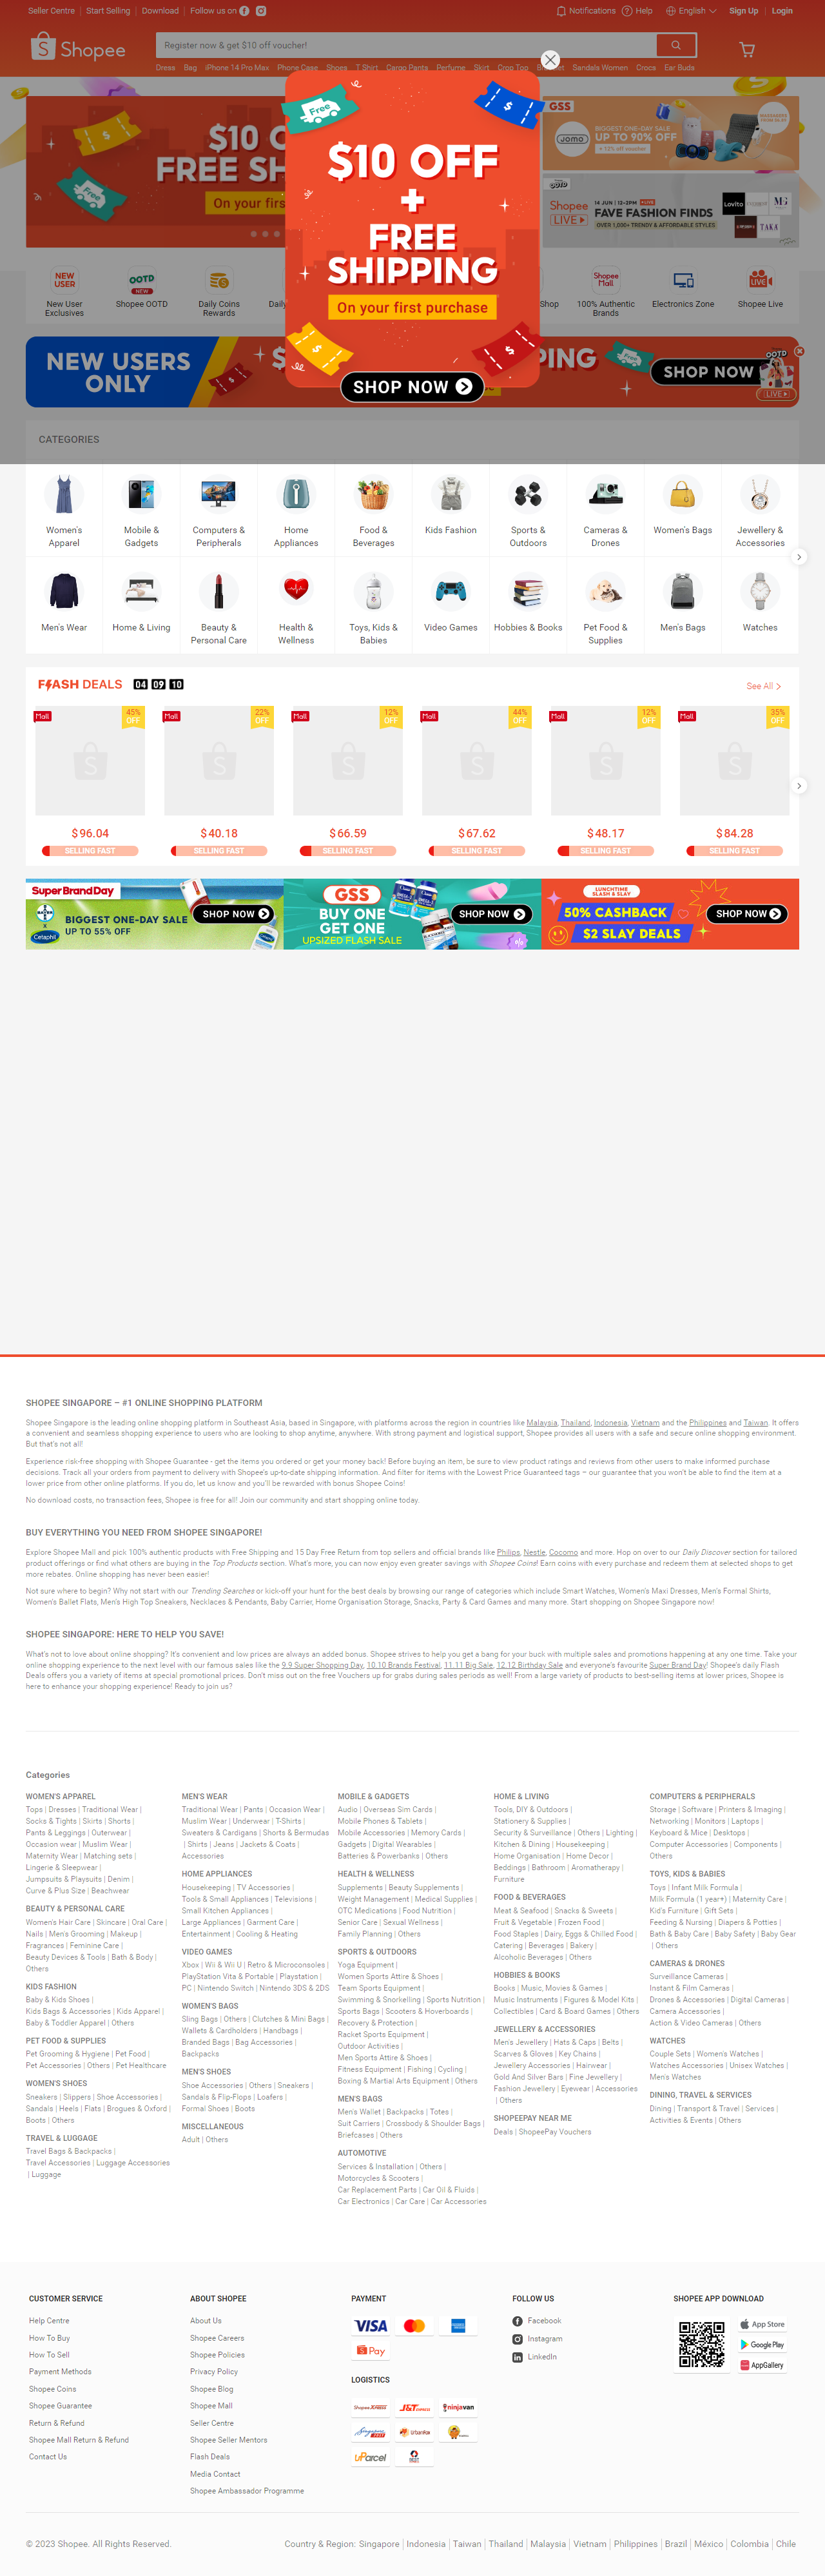 Seller Centre | Start Selling | Download | Follow us on
Notifications Help English Sign Up | Login
Shopee
Register now & get $10 off voucher!
Dress Bag iPhone 14 Pro Max Phone Case Shoes T Shirt Cargo Pants Perfume Skirt Crop Top Sandals Women Crocs Ear Buds
Free
$10 OFF
+
FREE
SHIPPING
On your first purchase
SHOP NOW
GSS
JOMO
BIGGEST ONE-DAY SALE
UP TO 90% OFF
+ 12% off voucher
OOTD
14 JUN | 12-2PM
Shopee LIVE
FAVE FASHION FINDS
OVER 1,000+ TRENDY & AFFORDABLE STYLES
Lovito
TAKA
New User Exclusives
Shopee OOTD
Daily Coins Rewards
100% Authentic Brands
Electronics Zone
Shopee Live
NEW USERS ONLY
SHOP NOW
CATEGORIES
Women's Apparel
Mobile & Gadgets
Computers & Peripherals
Home Appliances
Food & Beverages
Kids Fashion
Sports & Outdoors
Cameras & Drones
Women's Bags
Jewellery & Accessories
Men's Wear
Home & Living
Beauty & Personal Care
Health & Wellness
Toys, Kids & Babies
Video Games
Hobbies & Books
Pet Food & Supplies
Men's Bags
Watches
FLASH DEALS 04 09 10
See All
Mall 45% OFF
Mall 22% OFF
Mall 12% OFF
Mall 44% OFF
Mall 12% OFF
Mall 35% OFF
$96.04 $40.18 $66.59 $67.62 $48.17 $84.28
SELLING FAST SELLING FAST SELLING FAST SELLING FAST SELLING FAST SELLING FAST
Super Brand Day
BAYER X Cetaphil
BIGGEST ONE-DAY SALE
UP TO 55% OFF
SHOP NOW
GSS
BUY ONE
GET ONE
UPSIZED FLASH SALE
SHOP NOW
LUNCHTIME
SLASH & SLAY
50% CASHBACK
$2 SLAY DEALS
SHOP NOW
SHOPEE SINGAPORE – #1 ONLINE SHOPPING PLATFORM
Shopee Singapore is the leading online shopping platform in Southeast Asia, based in Singapore, with platforms across the region in countries like Malaysia, Thailand, Indonesia, Vietnam and the Philippines and Taiwan. It offers
a convenient and seamless shopping experience to users who are looking to shop anytime, anywhere. With strong payment and logistical support, Shopee provides all users with a safe and secure online shopping environment.
But that's not all!
Experience risk-free shopping with Shopee Guarantee - get the items you ordered or get your money back! Before buying an item, be sure to view product ratings and reviews from other users to make informed purchase
decisions. Track all your orders from payment to delivery with Shopee's up-to-date shipping information. And filter for items with the Lowest Price Guaranteed tags – our guarantee that you won't be able to find the item at a
lower price from other online platforms. If you do, let us know and you'll be rewarded with bonus Shopee Coins!
No download costs, no transaction fees, Shopee is free for all! Join our community and start shopping online today.
BUY EVERYTHING YOU NEED FROM SHOPEE SINGAPORE!
Explore Shopee Mall and pick 100% authentic products with Free Shipping and 15 Day Free Return from top sellers and official brands like Philips, Nestle, Cocomo and more. Hop on over to our Daily Discover section for tailored
product offerings or find what others are buying in the Top Products section. What's more, you can now enjoy even greater savings with Shopee Coins! Earn coins with every purchase and redeem them at selected shops to get
more rebates. Online shopping has never been easier!
Not sure where to begin? Why not start with our Trending Searches or kick-off your hunt for the best deals by browsing our range of categories which include Smart Watches, Women's Maxi Dresses, Men's Formal Shirts,
Women's Ballet Flats, Men's High Top Sneakers, Necklaces & Pendants, Baby Carrier, Home Organisation Storage, Snacks, Party & Card Games and many more. Start shopping on Shopee Singapore now!
SHOPEE SINGAPORE: HERE TO HELP YOU SAVE!
What's not to love about online shopping? It's convenient and low prices are always an added bonus. Shopee strives to help you get a bang for your buck with multiple sales and promotions happening at any one time. Take your
online shopping experience to the next level with our famous sales like the 9.9 Super Shopping Day, 10.10 Brands Festival, 11.11 Big Sale, 12.12 Birthday Sale and everyone's favourite Super Brand Day! Shopee's daily Flash
Deals offers you a variety of items at special promotional prices. Don't miss out on the free Vouchers up for grabs during sales periods as well! From a large variety of products to best-selling items at lower prices, Shopee is
here to enhance your shopping experience! Ready to join us?
Categories
WOMEN'S APPAREL
Tops | Dresses | Traditional Wear |
Socks & Tights | Skirts | Shorts |
Pants & Leggings | Outerwear |
Occasion wear | Muslim Wear |
Maternity Wear | Matching sets |
Lingerie & Sleepwear |
Jumpsuits & Playsuits | Denim |
Curve & Plus Size | Beachwear
BEAUTY & PERSONAL CARE
Women's Hair Care | Skincare | Oral Care |
Nails | Men's Grooming | Makeup |
Fragrances | Feminine Care |
Beauty Devices & Tools | Bath & Body |
Others
KIDS FASHION
Baby & Kids Shoes |
Kids Bags & Accessories | Kids Apparel |
Baby & Toddler Apparel | Others
PET FOOD & SUPPLIES
Pet Grooming & Hygiene | Pet Food |
Pet Accessories | Others | Pet Healthcare
WOMEN'S SHOES
Sneakers | Slippers | Shoe Accessories |
Sandals | Heels | Flats | Brogues & Oxford |
Boots | Others
TRAVEL & LUGGAGE
Travel Bags & Backpacks |
Travel Accessories | Luggage Accessories
| Luggage
MEN'S WEAR
Traditional Wear | Pants | Occasion Wear |
Muslim Wear | Underwear | T-Shirts |
Sweaters & Cardigans | Shorts & Bermudas
| Shirts | Jeans | Jackets & Coats |
Accessories
HOME APPLIANCES
Housekeeping | TV Accessories |
Tools & Small Appliances | Televisions |
Small Kitchen Appliances |
Large Appliances | Garment Care |
Entertainment | Cooling & Heating
VIDEO GAMES
Xbox | Wii & Wii U | Retro & Microconsoles |
PlayStation Vita & Portable | Playstation |
PC | Nintendo Switch | Nintendo 3DS & 2DS
WOMEN'S BAGS
Sling Bags | Others | Clutches & Mini Bags |
Wallets & Cardholders | Handbags |
Branded Bags | Bag Accessories |
Backpacks
MEN'S SHOES
Shoe Accessories | Others | Sneakers |
Sandals & Flip-Flops | Loafers |
Formal Shoes | Boots
MISCELLANEOUS
Adult | Others
MOBILE & GADGETS
Audio | Overseas Sim Cards |
Mobile Phones & Tablets |
Mobile Accessories | Memory Cards |
Gadgets | Digital Wearables |
Batteries & Powerbanks | Others
HEALTH & WELLNESS
Supplements | Beauty Supplements |
Weight Management | Medical Supplies |
OTC Medications | Food Nutrition |
Senior Care | Sexual Wellness |
Family Planning | Others
SPORTS & OUTDOORS
Yoga Equipment |
Women Sports Attire & Shoes |
Team Sports Equipment |
Swimming & Snorkelling | Sports Nutrition |
Sports Bags | Scooters & Hoverboards |
Recovery & Protection |
Racket Sports Equipment |
Outdoor Activities |
Men Sports Attire & Shoes |
Fitness Equipment | Fishing | Cycling |
Boxing & Martial Arts Equipment | Others
MEN'S BAGS
Men's Wallet | Backpacks | Totes |
Suit Carriers | Crossbody & Shoulder Bags |
Briefcases | Others
AUTOMOTIVE
Services & Installation | Others |
Motorcycles & Scooters |
Car Replacement Parts | Car Oil & Fluids |
Car Electronics | Car Care | Car Accessories
HOME & LIVING
Tools, DIY & Outdoors |
Stationery & Supplies |
Security & Surveillance | Others | Lighting |
Kitchen & Dining | Housekeeping |
Home Organisation | Home Decor |
Beddings | Bathroom | Aromatherapy |
Furniture
FOOD & BEVERAGES
Meat & Seafood | Snacks & Sweets |
Fruit & Vegetable | Frozen Food |
Food Staples | Dairy, Eggs & Chilled Food |
Catering | Beverages | Bakery |
Alcoholic Beverages | Others
HOBBIES & BOOKS
Books | Music, Movies & Games |
Music Instruments | Figures & Model Kits |
Collectibles | Card & Board Games | Others
JEWELLERY & ACCESSORIES
Men's Jewellery | Hats & Caps | Belts |
Scarves & Gloves | Key Chains |
Jewellery Accessories | Hairwear |
Gold And Silver Bars | Fine Jewellery |
Fashion Jewellery | Eyewear | Accessories
| Others
SHOPEEPAY NEAR ME
Deals | ShopeePay Vouchers
COMPUTERS & PERIPHERALS
Storage | Software | Printers & Imaging |
Networking | Monitors | Laptops |
Keyboard & Mice | Desktops |
Computer Accessories | Components |
Others
TOYS, KIDS & BABIES
Toys | Infant Milk Formula |
Milk Formula (1 year+) | Maternity Care |
Kid's Furniture | Gift Sets |
Feeding & Nursing | Diapers & Potties |
Bath & Baby Care | Baby Safety | Baby Gear
| Others
CAMERAS & DRONES
Surveillance Cameras |
Instant & Film Cameras |
Drones & Accessories | Digital Cameras |
Camera Accessories |
Action & Video Cameras | Others
WATCHES
Couple Sets | Women's Watches |
Watches Accessories | Unisex Watches |
Men's Watches
DINING, TRAVEL & SERVICES
Dining | Transport & Travel | Services |
Activities & Events | Others
CUSTOMER SERVICE
Help Centre
How To Buy
How To Sell
Payment Methods
Shopee Coins
Shopee Guarantee
Return & Refund
Shopee Mall Return & Refund
Contact Us
ABOUT SHOPEE
About Us
Shopee Careers
Shopee Policies
Privacy Policy
Shopee Blog
Shopee Mall
Seller Centre
Shopee Seller Mentors
Flash Deals
Media Contact
Shopee Ambassador Programme
PAYMENT
VISA
Pay
LOGISTICS
J&T EXPRESS
ninjavan
Singapore POST
urbanfox
uParcel
FOLLOW US
Facebook
Instagram
LinkedIn
SHOPEE APP DOWNLOAD
App Store
Google Play
AppGallery
© 2023 Shopee. All Rights Reserved.
Country & Region: Singapore | Indonesia | Taiwan | Thailand | Malaysia | Vietnam | Philippines | Brazil | México | Colombia | Chile